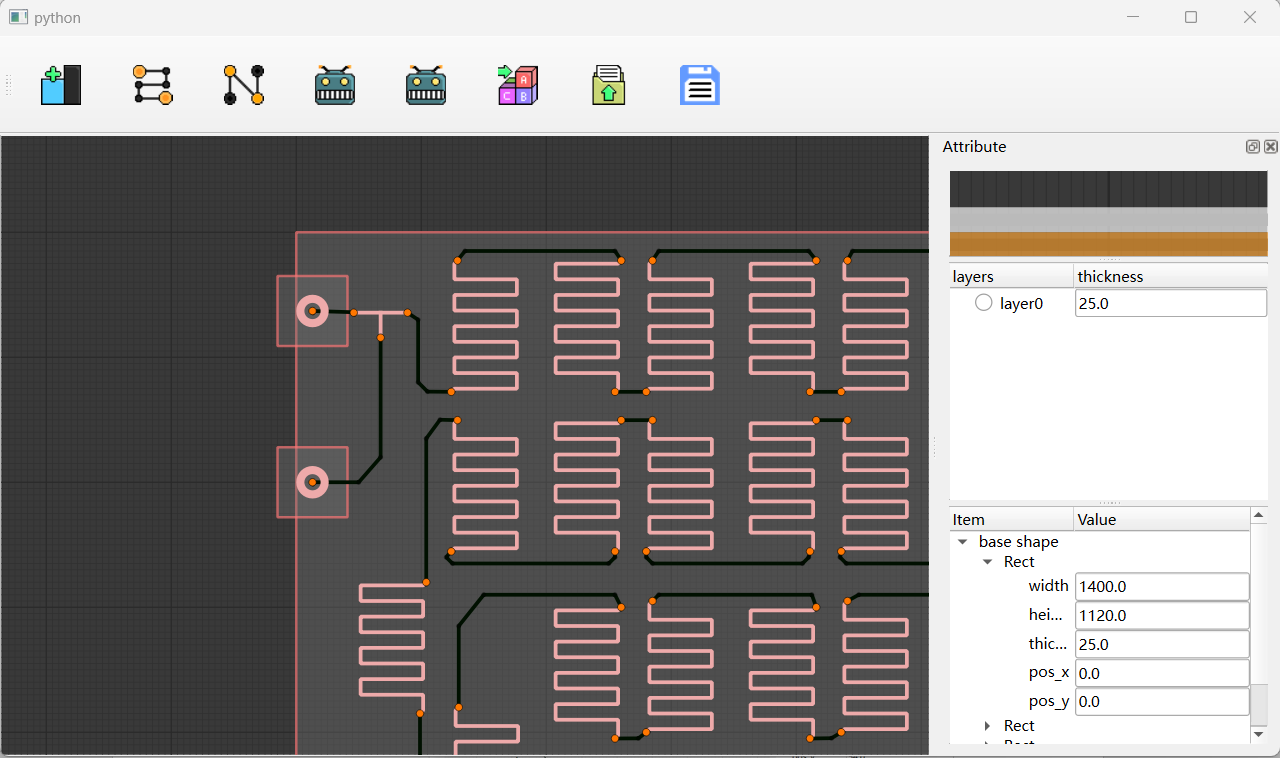 python
A
C B
Attribute
layers thickness
layer0 25.0
Item Value
base shape
Rect
width 1400.0
hei... 1120.0
thic... 25.0
pos_x 0.0
pos_y 0.0
Rect